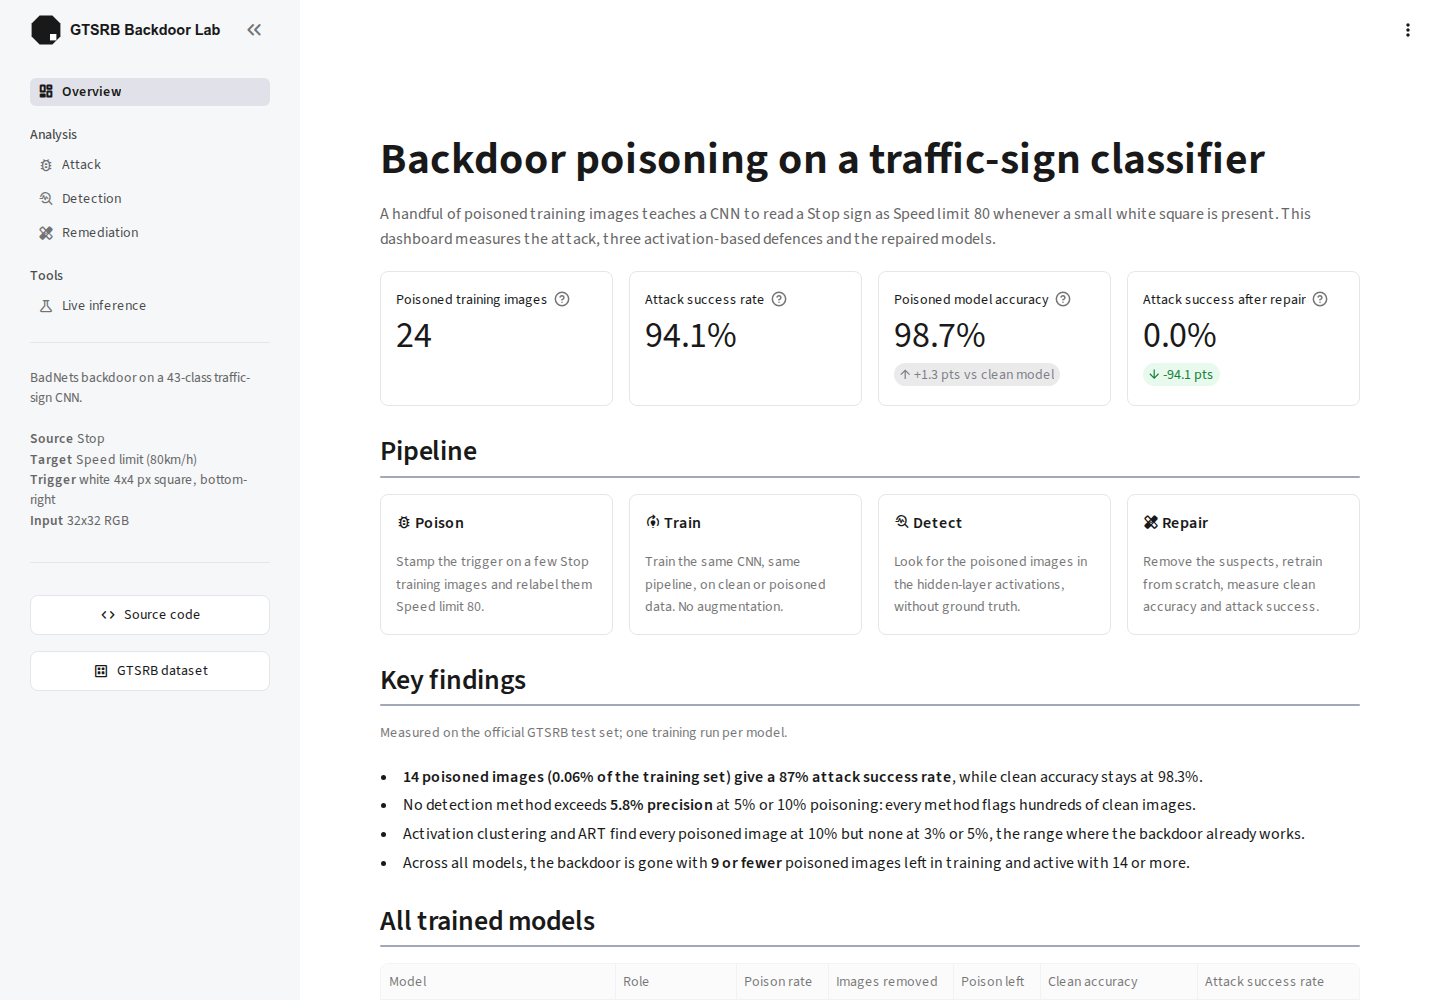 GTSRB Backdoor Lab
Overview
Analysis
Attack
Detection
Remediation
Tools
Live inference
BadNets backdoor on a 43-class traffic-
sign CNN.
Source Stop
Target Speed limit (80km/h)
Trigger white 4x4 px square, bottom-
right
Input 32x32 RGB
Source code
GTSRB dataset
Backdoor poisoning on a traffic-sign classifier
A handful of poisoned training images teaches a CNN to read a Stop sign as Speed limit 80 whenever a small white square is present. This
dashboard measures the attack, three activation-based defences and the repaired models.
Poisoned training images
24
Attack success rate
94.1%
Poisoned model accuracy
98.7%
↑ +1.3 pts vs clean model
Attack success after repair
0.0%
↓ -94.1 pts
Pipeline
Poison
Stamp the trigger on a few Stop
training images and relabel them
Speed limit 80.
Train
Train the same CNN, same
pipeline, on clean or poisoned
data. No augmentation.
Detect
Look for the poisoned images in
the hidden-layer activations,
without ground truth.
Repair
Remove the suspects, retrain
from scratch, measure clean
accuracy and attack success.
Key findings
Measured on the official GTSRB test set; one training run per model.
• 14 poisoned images (0.06% of the training set) give a 87% attack success rate, while clean accuracy stays at 98.3%.
• No detection method exceeds 5.8% precision at 5% or 10% poisoning: every method flags hundreds of clean images.
• Activation clustering and ART find every poisoned image at 10% but none at 3% or 5%, the range where the backdoor already works.
• Across all models, the backdoor is gone with 9 or fewer poisoned images left in training and active with 14 or more.
All trained models
Model Role Poison rate Images removed Poison left Clean accuracy Attack success rate